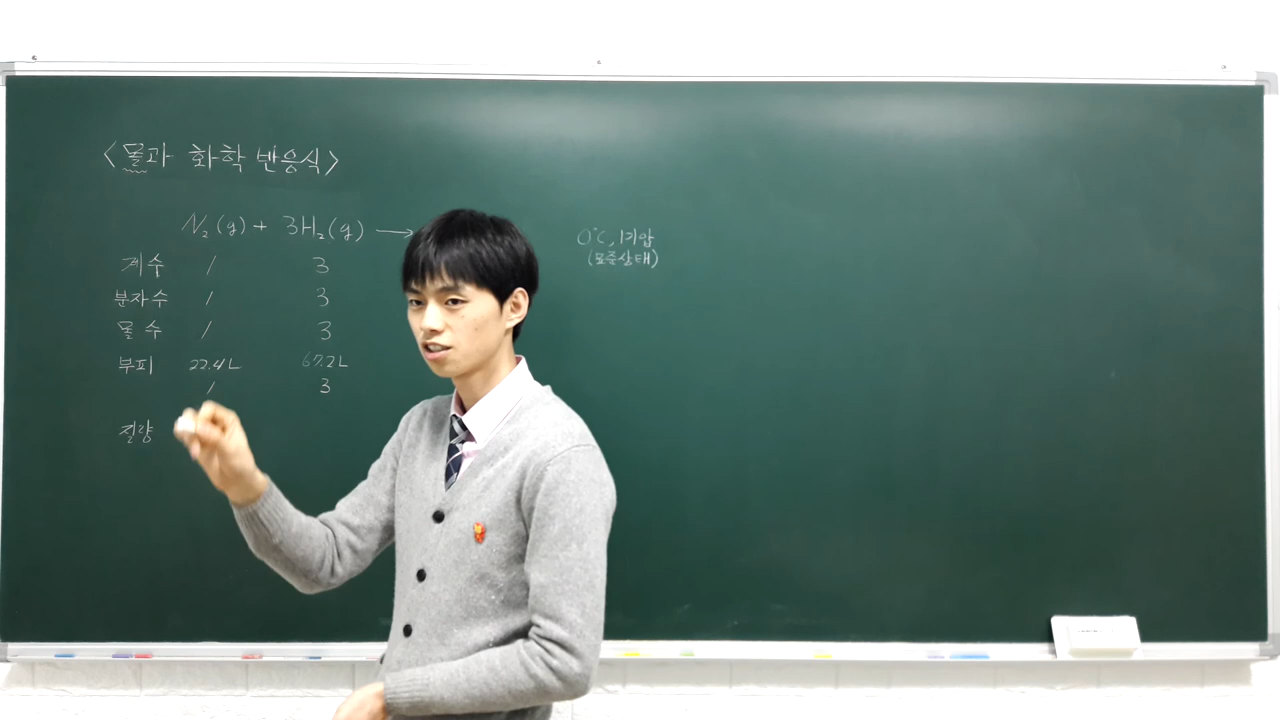 <몰과 화학 반응식>
N₂(g) + 3H₂(g) →
계수 1 3
분자수 1 3
몰수 1 3
부피 22.4L 67.2L
1 3
질량
0°C, 1기압
(표준상태)